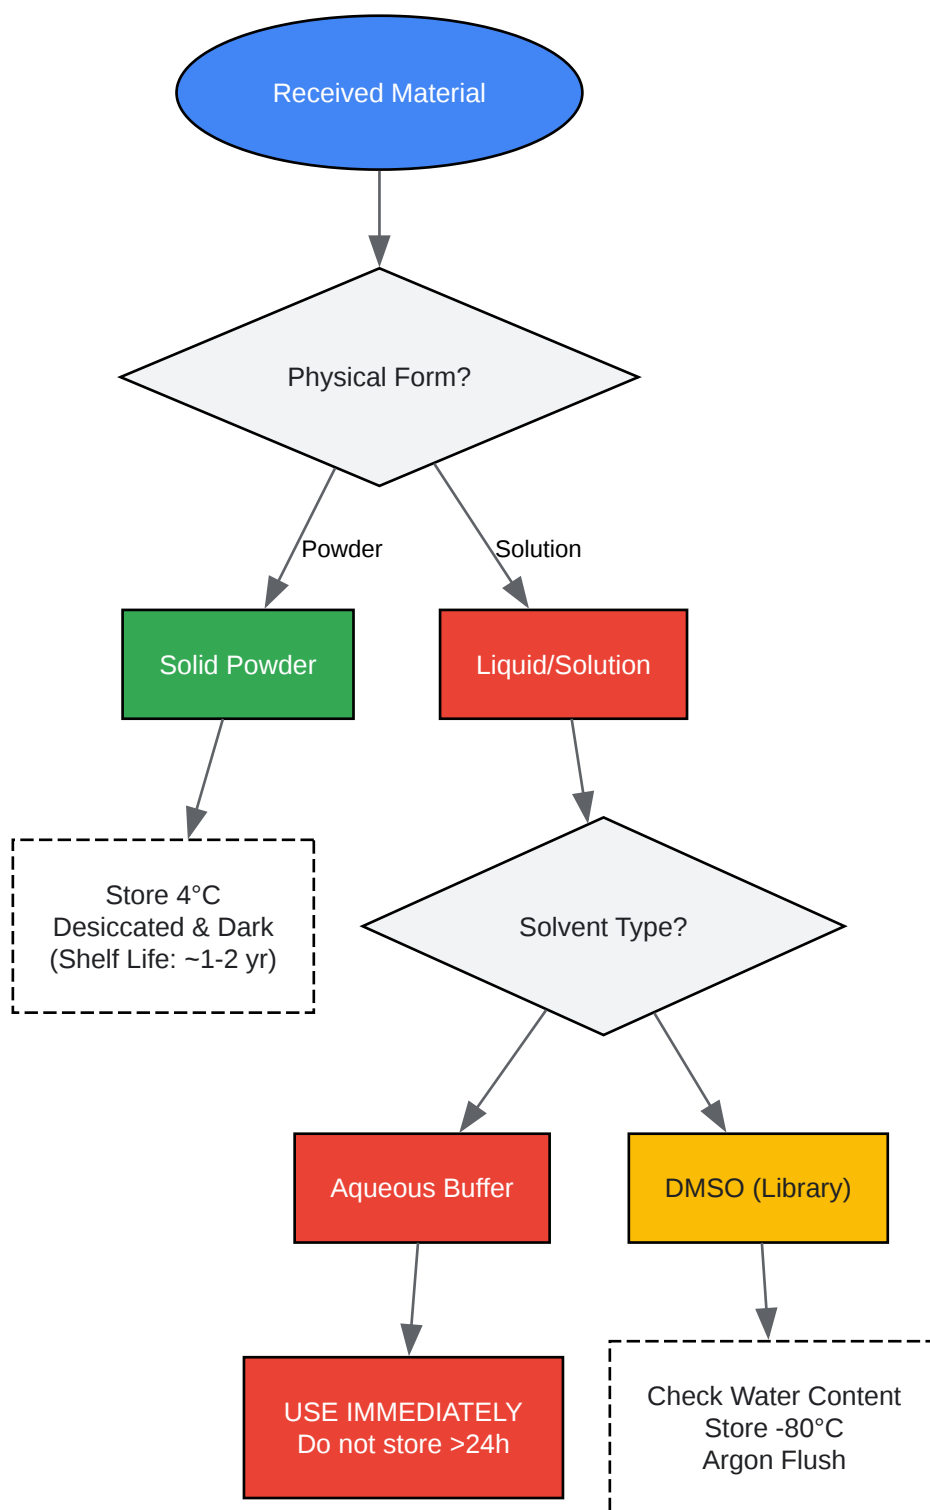 Received Material
Physical Form?
Powder
Solution
Solid Powder
Liquid/Solution
Store 4°C
Desiccated & Dark
(Shelf Life: ~1-2 yr)
Solvent Type?
Aqueous Buffer
DMSO (Library)
USE IMMEDIATELY
Do not store >24h
Check Water Content
Store -80°C
Argon Flush